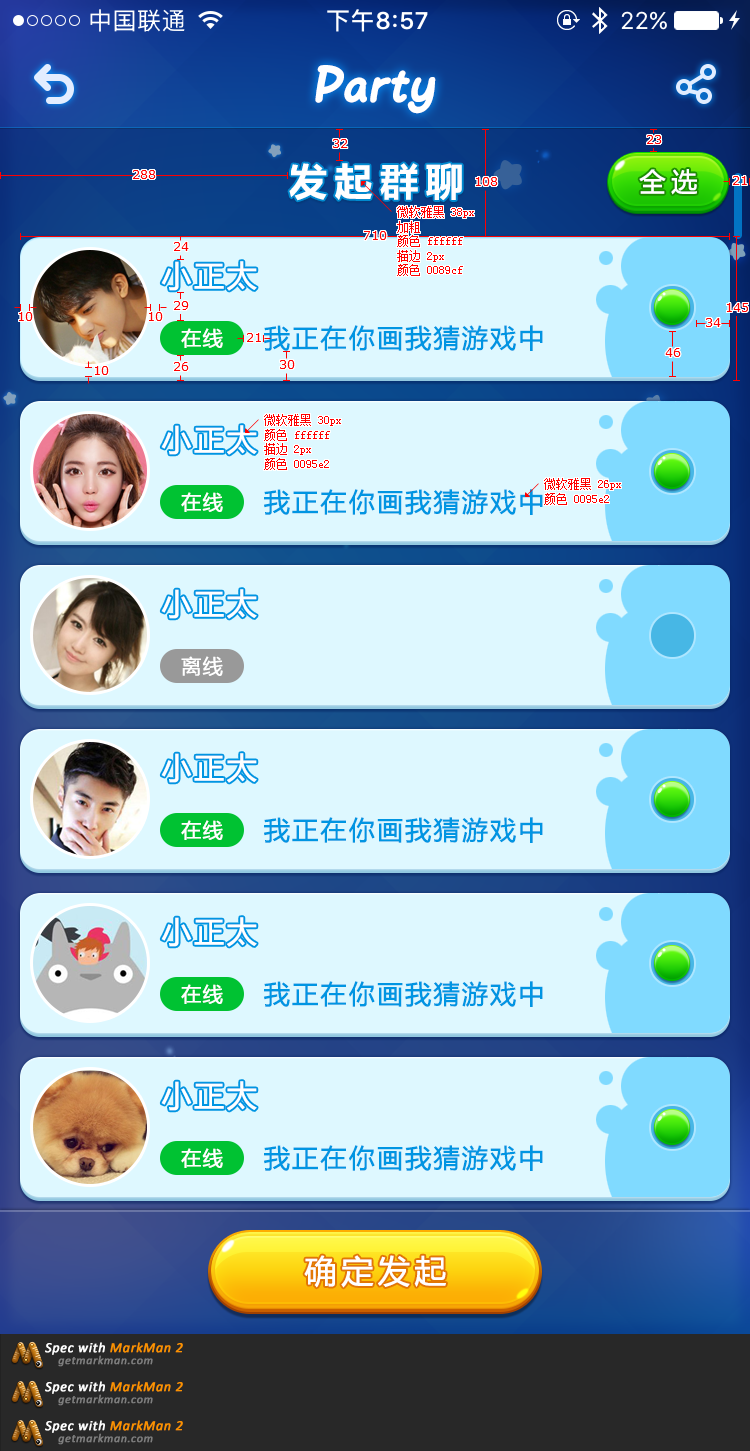 中国联通
下午8:57
22%
Party
32
23
288
发起群聊
108
全选
21
微软雅黑 38px
加粗
颜色 ffffff
描边 2px
颜色 0089cf
710
24
小正太
29
10
10
145
34
在线
21
我正在你画我猜游戏中
46
10
26
30
小正太
微软雅黑 30px
颜色 ffffff
描边 2px
颜色 0095e2
在线
我正在你画我猜游戏中
微软雅黑 26px
颜色 0095e2
小正太
离线
小正太
在线
我正在你画我猜游戏中
小正太
在线
我正在你画我猜游戏中
小正太
在线
我正在你画我猜游戏中
确定发起
Spec with MarkMan 2
getmarkman.com
Spec with MarkMan 2
getmarkman.com
Spec with MarkMan 2
getmarkman.com